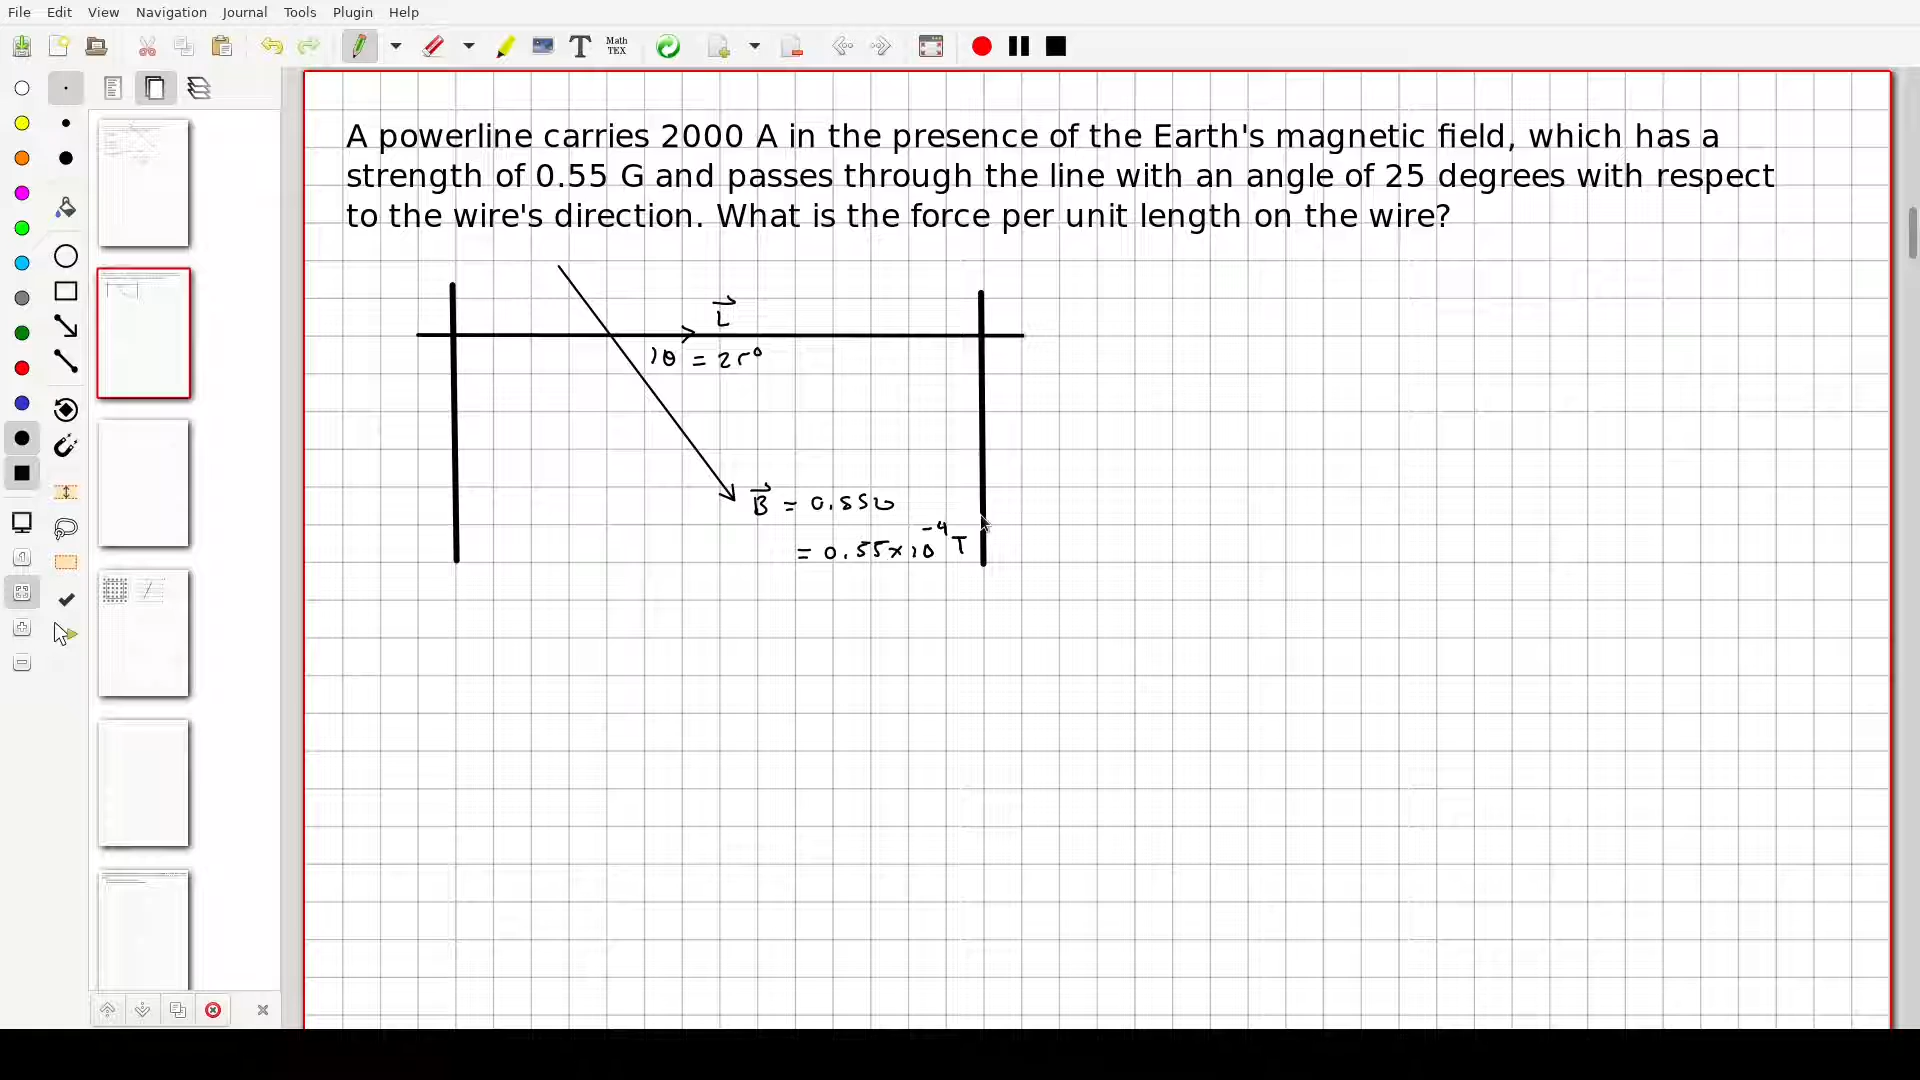 File Edit View Navigation Journal Tools Plugin Help
Math
TEX
A powerline carries 2000 A in the presence of the Earth's magnetic field, which has a
strength of 0.55 G and passes through the line with an angle of 25 degrees with respect
to the wire's direction. What is the force per unit length on the wire?
L
θ = 25°
B = 0.55G
= 0.55×10⁻⁴T